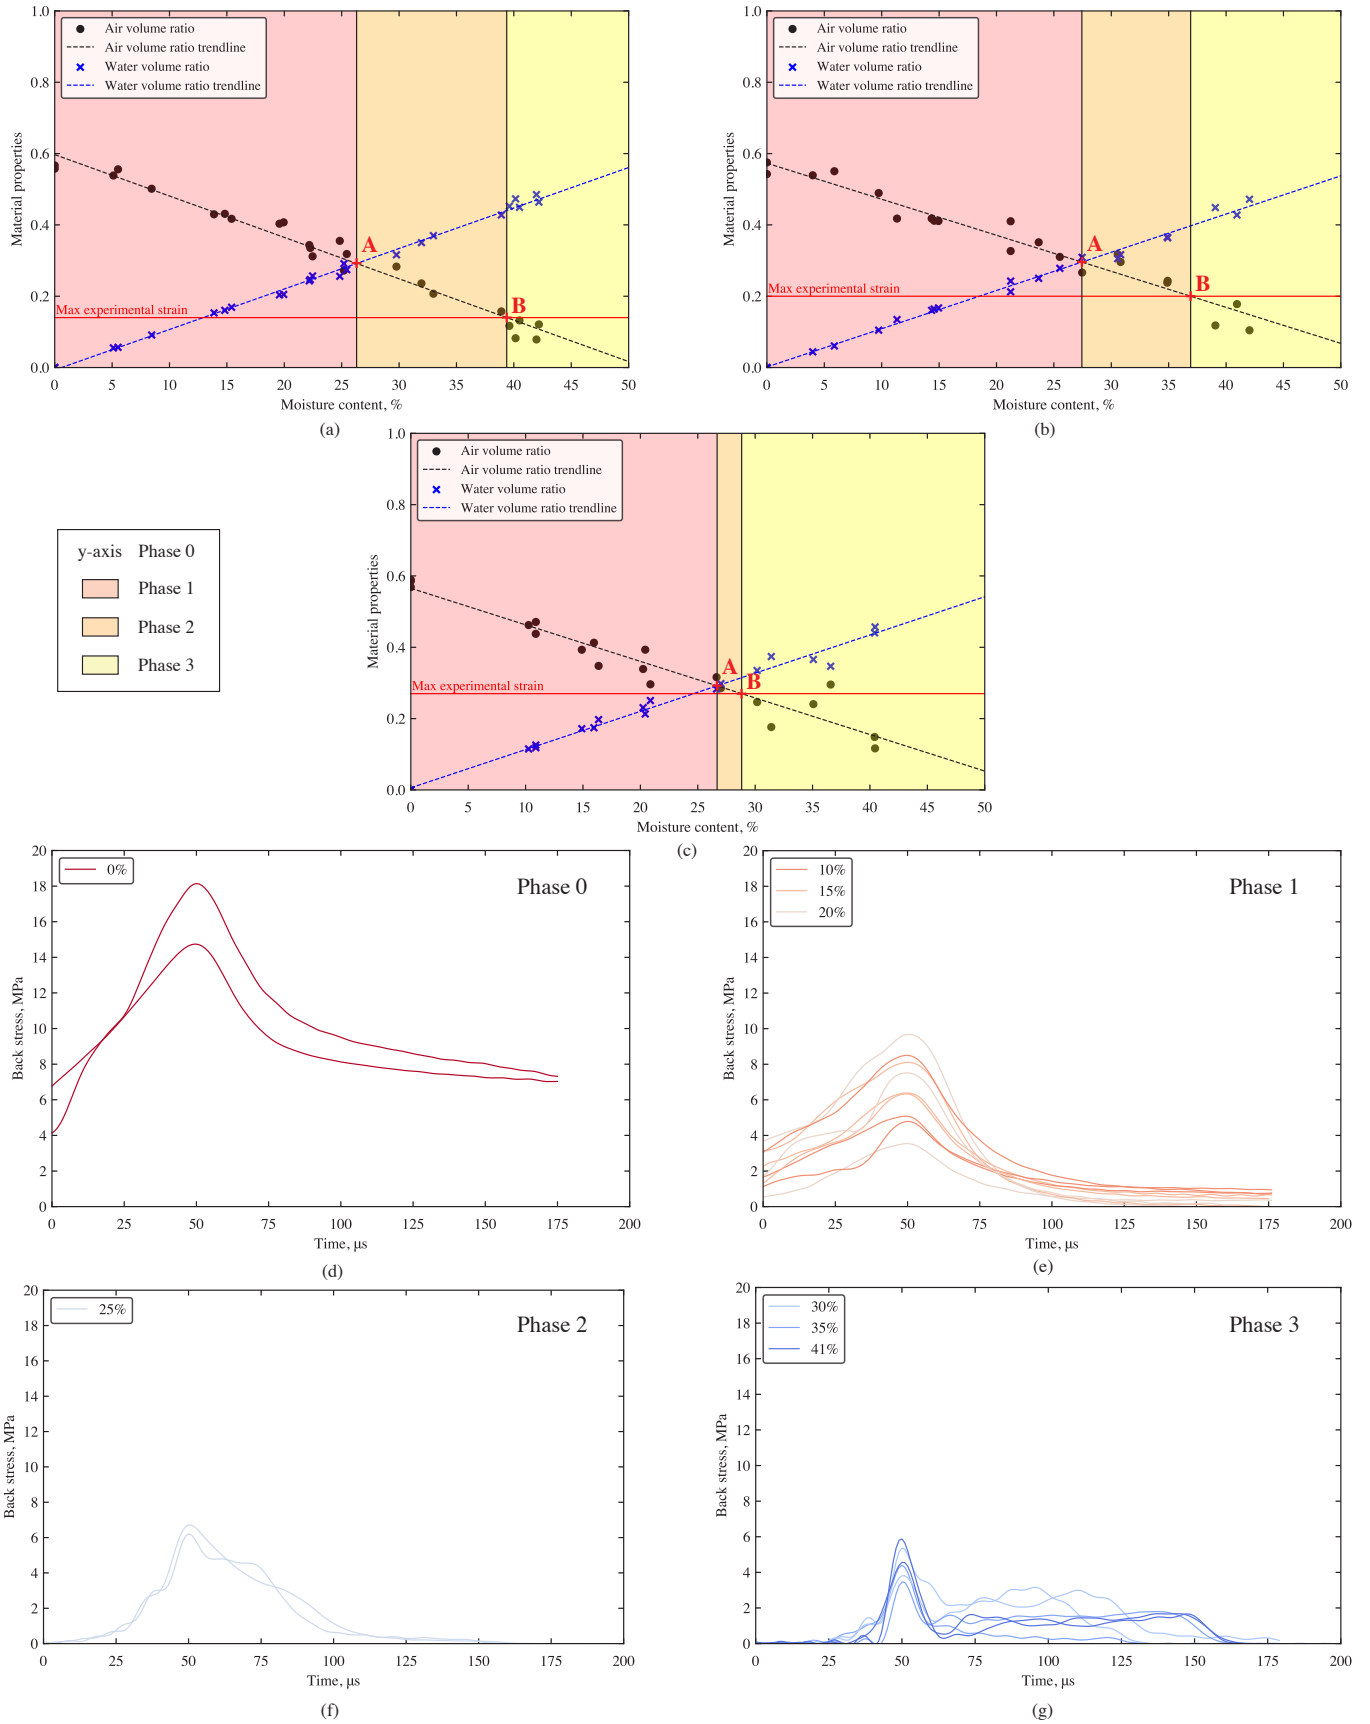 1.0
0.8
0.6
0.4
0.2
0.0
Material properties
Air volume ratio
Air volume ratio trendline
Water volume ratio
Water volume ratio trendline
Max experimental strain
A
B
0 5 10 15 20 25 30 35 40 45 50
Moisture content, %
(a)
1.0
0.8
0.6
0.4
0.2
0.0
Material properties
Air volume ratio
Air volume ratio trendline
Water volume ratio
Water volume ratio trendline
Max experimental strain
A
B
0 5 10 15 20 25 30 35 40 45 50
Moisture content, %
(b)
y-axis Phase 0
Phase 1
Phase 2
Phase 3
1.0
0.8
0.6
0.4
0.2
0.0
Material properties
Air volume ratio
Air volume ratio trendline
Water volume ratio
Water volume ratio trendline
Max experimental strain
A
B
0 5 10 15 20 25 30 35 40 45 50
Moisture content, %
(c)
20
18
16
14
12
10
8
6
4
2
0
Back stress, MPa
0%
Phase 0
0 25 50 75 100 125 150 175 200
Time, μs
(d)
20
18
16
14
12
10
8
6
4
2
0
Back stress, MPa
10%
15%
20%
Phase 1
0 25 50 75 100 125 150 175 200
Time, μs
(e)
20
18
16
14
12
10
8
6
4
2
0
Back stress, MPa
25%
Phase 2
0 25 50 75 100 125 150 175 200
Time, μs
(f)
20
18
16
14
12
10
8
6
4
2
0
Back stress, MPa
30%
35%
41%
Phase 3
0 25 50 75 100 125 150 175 200
Time, μs
(g)